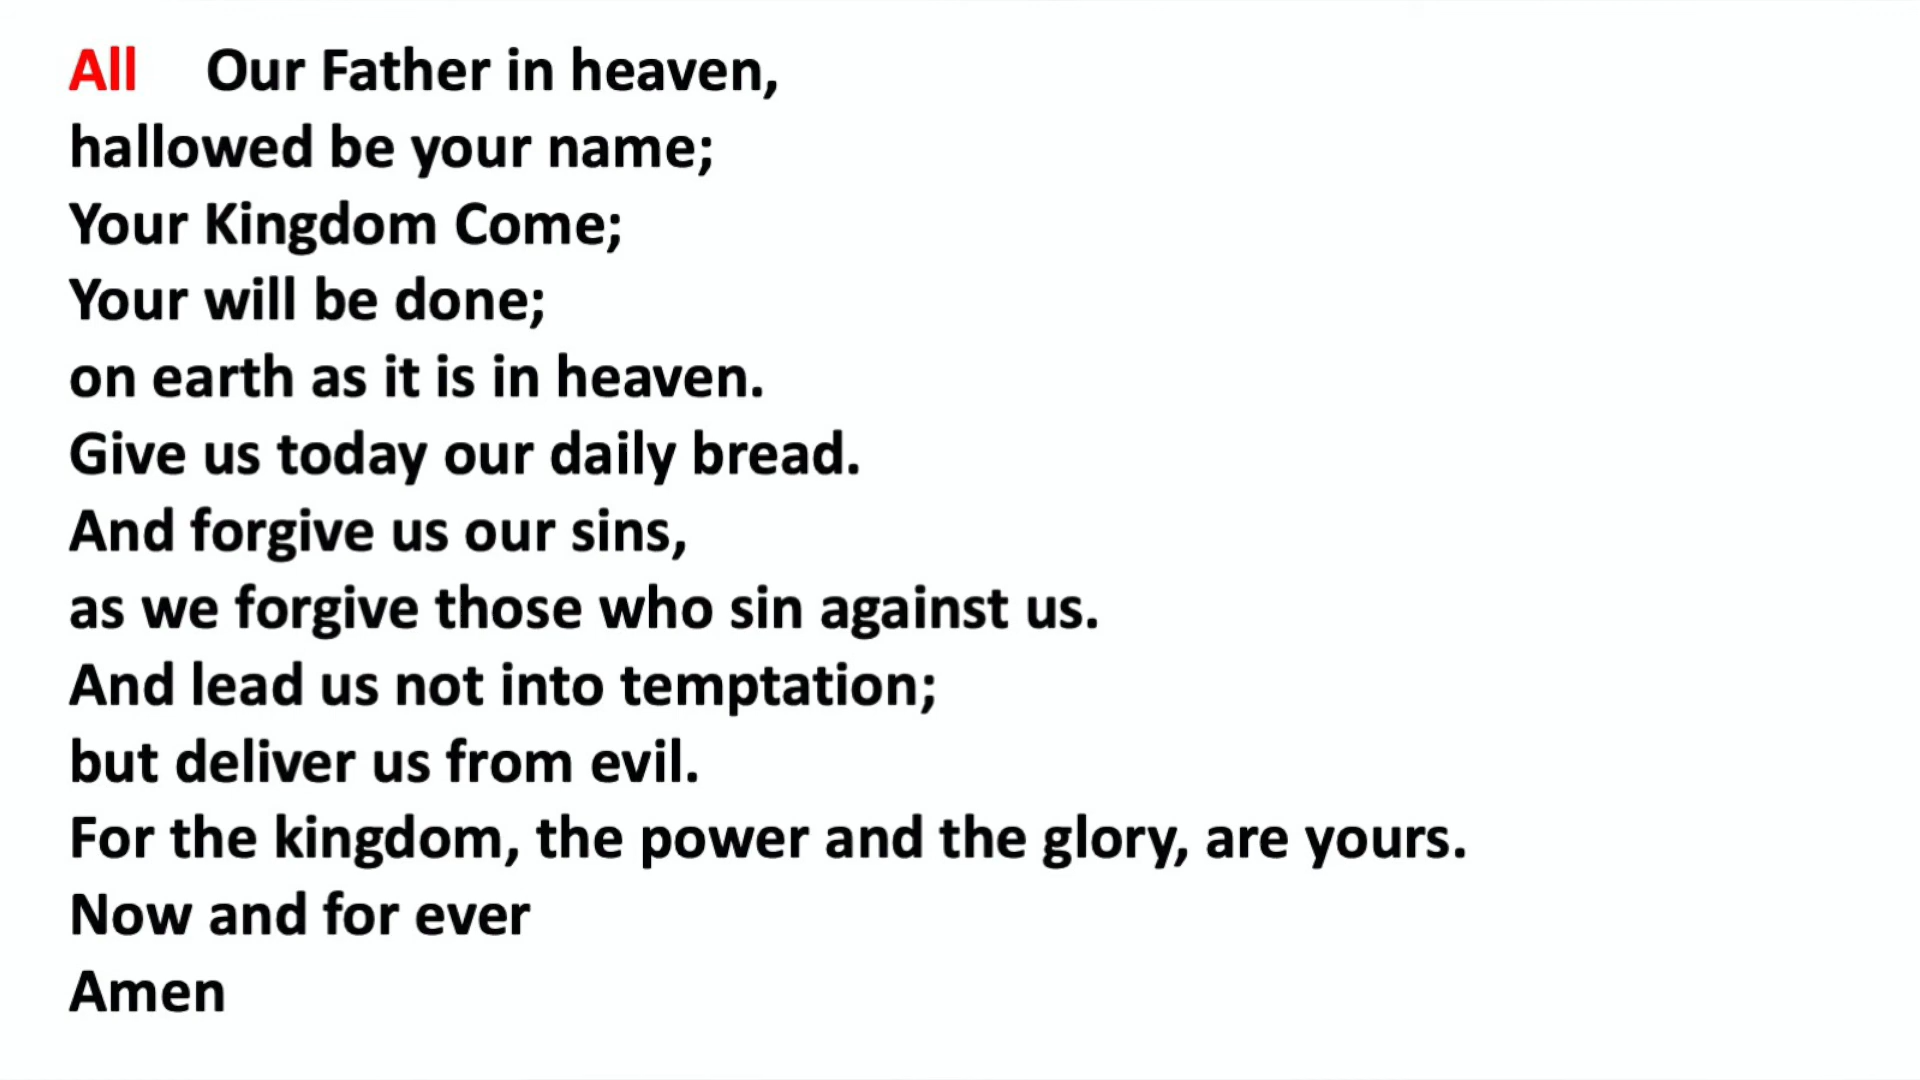 All Our Father in heaven,
hallowed be your name;
Your Kingdom Come;
Your will be done;
on earth as it is in heaven.
Give us today our daily bread.
And forgive us our sins,
as we forgive those who sin against us.
And lead us not into temptation;
but deliver us from evil.
For the kingdom, the power and the glory, are yours.
Now and for ever
Amen